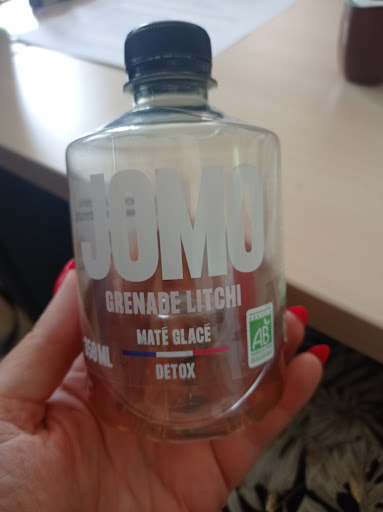 JOMO
GRENADE LITCHI
MATÉ GLACÉ
DETOX
AB